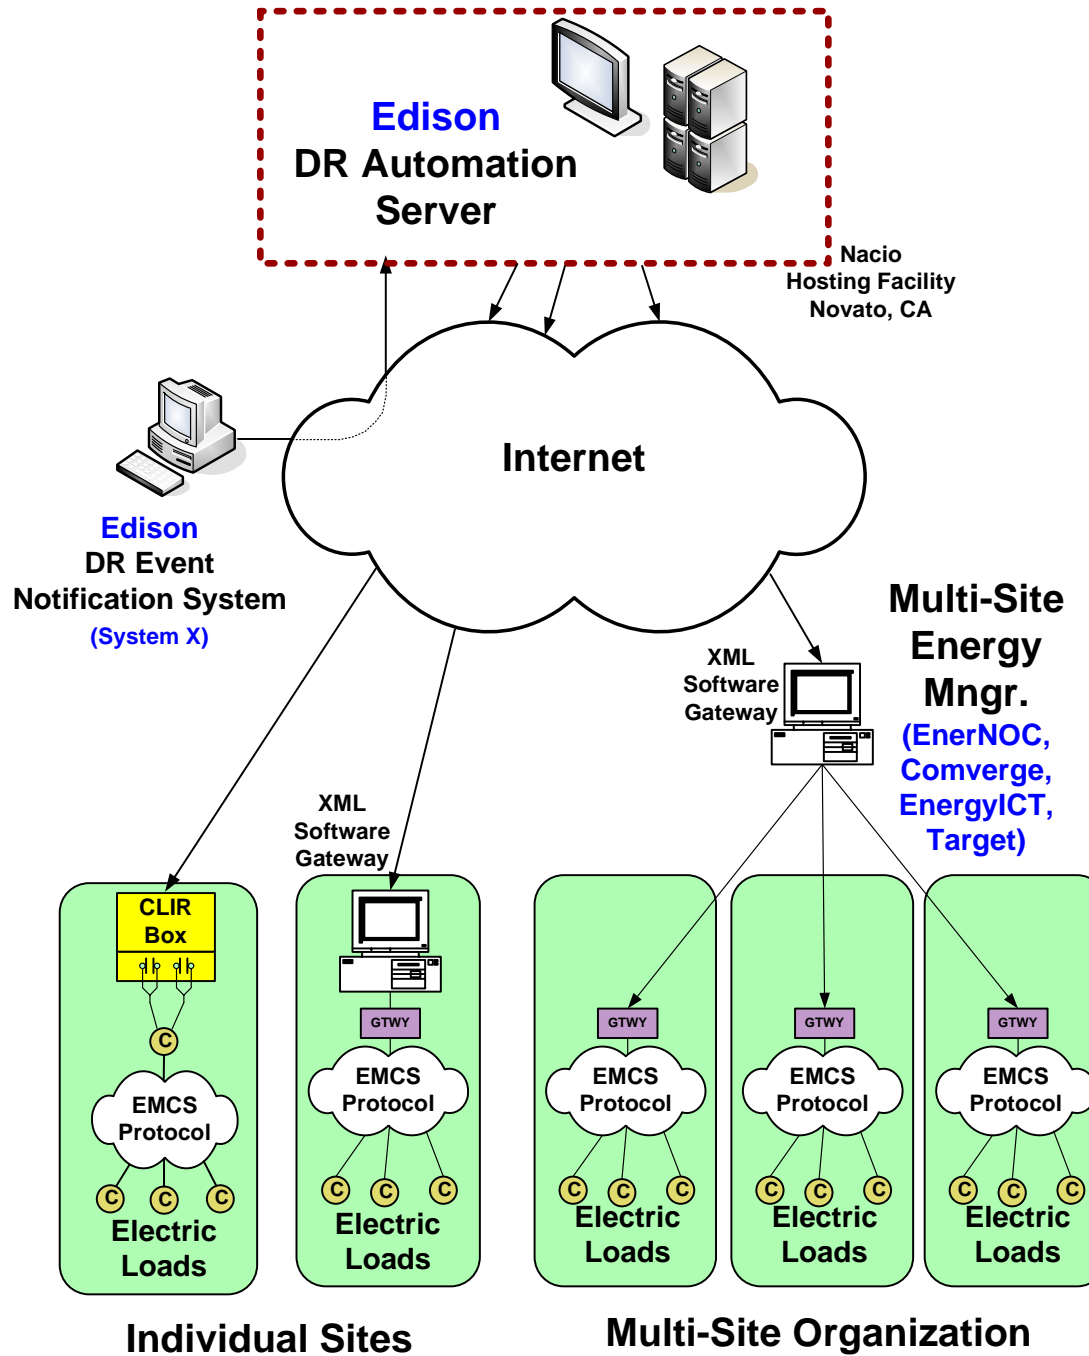 Edison
DR Automation
Server
Nacio
Hosting Facility
Novato, CA
Internet
Edison
DR Event
Notification System
(System X)
Multi-Site
Energy
Mngr.
(EnerNOC,
Comverge,
EnergyICT,
Target)
XML
Software
Gateway
XML
Software
Gateway
CLIR
Box
C
EMCS
Protocol
C C C
Electric
Loads
GTWY
EMCS
Protocol
C C C
Electric
Loads
GTWY
EMCS
Protocol
C C C
Electric
Loads
GTWY
EMCS
Protocol
C C C
Electric
Loads
GTWY
EMCS
Protocol
C C C
Electric
Loads
Individual Sites
Multi-Site Organization